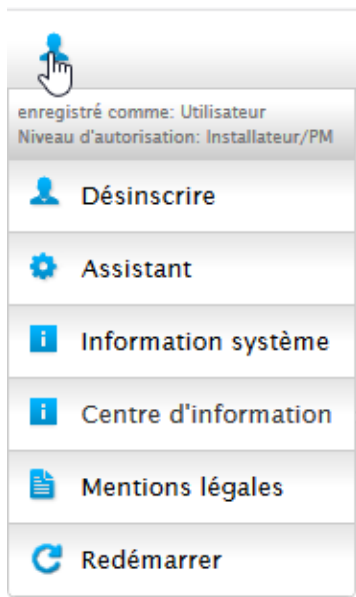 enregistré comme: Utilisateur
Niveau d'autorisation: Installateur/PM
Désinscrire
Assistant
Information système
Centre d'information
Mentions légales
Redémarrer